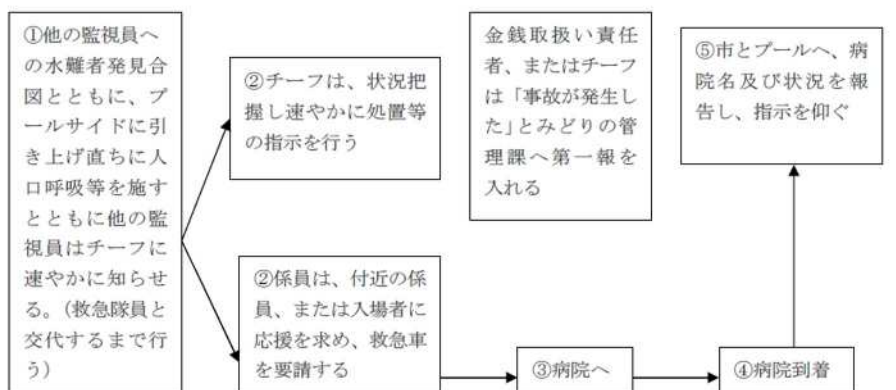 ①他の監視員へ
の水難者発見合
図とともに、プ
ールサイドに引
き上げ直ちに人
口呼吸等を施す
とともに他の監
視員はチーフに
速やかに知らせ
る。（救急隊員と
交代するまで行
う）
②チーフは、状況把
握し速やかに処置等
の指示を行う
②係員は、付近の係
員、または入場者に
応援を求め、救急車
を要請する
金銭取扱い責任
者、またはチーフ
は「事故が発生し
た」とみどりの管
理課へ第一報を
入れる
③病院へ
④病院到着
⑤市とプールへ、病
院名及び状況を報
告し、指示を仰ぐ